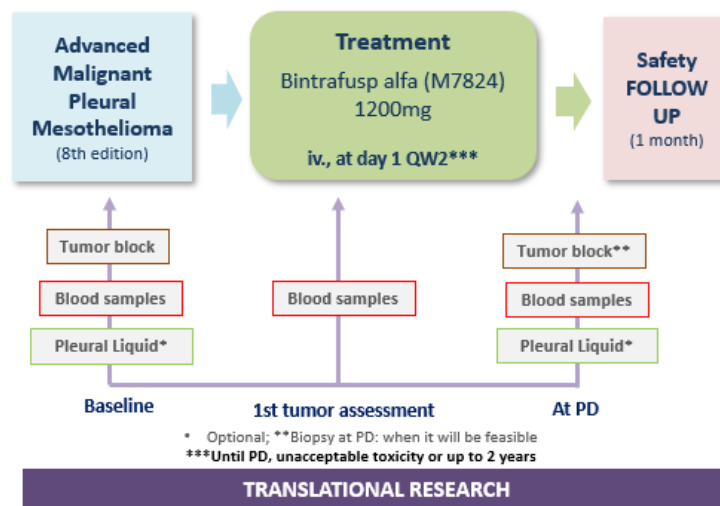 Advanced
Malignant
Pleural
Mesothelioma
(8th edition)
Treatment
Bintrafusp alfa (M7824)
1200mg
iv., at day 1 QW2***
Safety
FOLLOW
UP
(1 month)
Tumor block
Blood samples
Pleural Liquid*
Blood samples
Tumor block**
Blood samples
Pleural Liquid*
Baseline
1st tumor assessment
At PD
* Optional; **Biopsy at PD: when it will be feasible
***Until PD, unacceptable toxicity or up to 2 years
TRANSLATIONAL RESEARCH